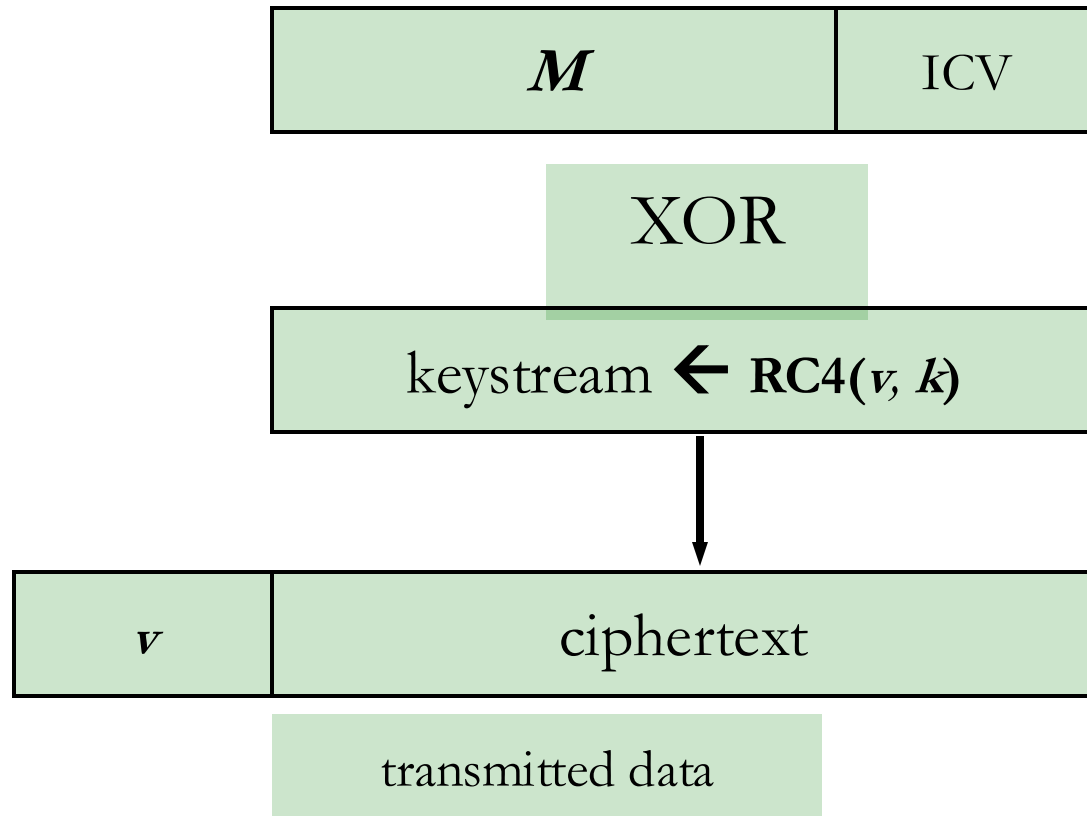 M ICV
XOR
keystream ← RC4(v, k)
v ciphertext
transmitted data